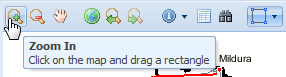 Zoom In
Click on the map and drag a rectangle
Mildura